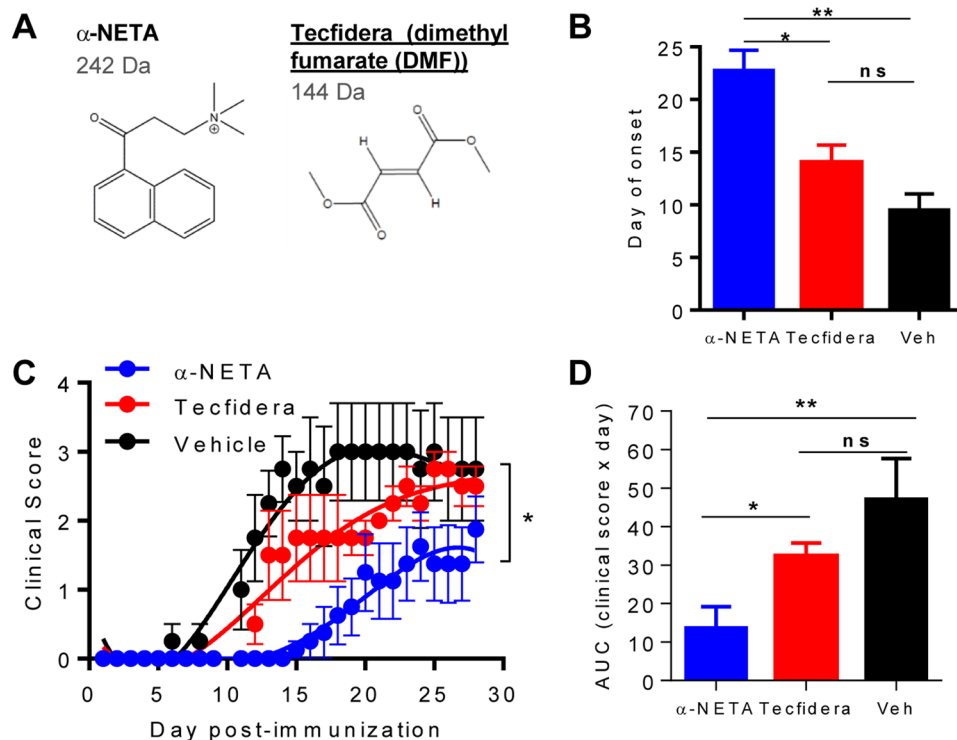 A
α-NETA
242 Da
Tecfidera (dimethyl
fumarate (DMF))
144 Da
O
N
⊕
O
H
O
O
H
O
B
**
*
n s
25
20
15
10
5
0
Day of onset
α-NETA Tecfidera Veh
C
α-NETA
Tecfidera
Vehicle
4
3
2
1
0
Clinical Score
*
0 5 10 15 20 25 30
Day post-immunization
D
**
n s
*
70
60
50
40
30
20
10
0
AUC (clinical score x day)
α-NETA Tecfidera Veh